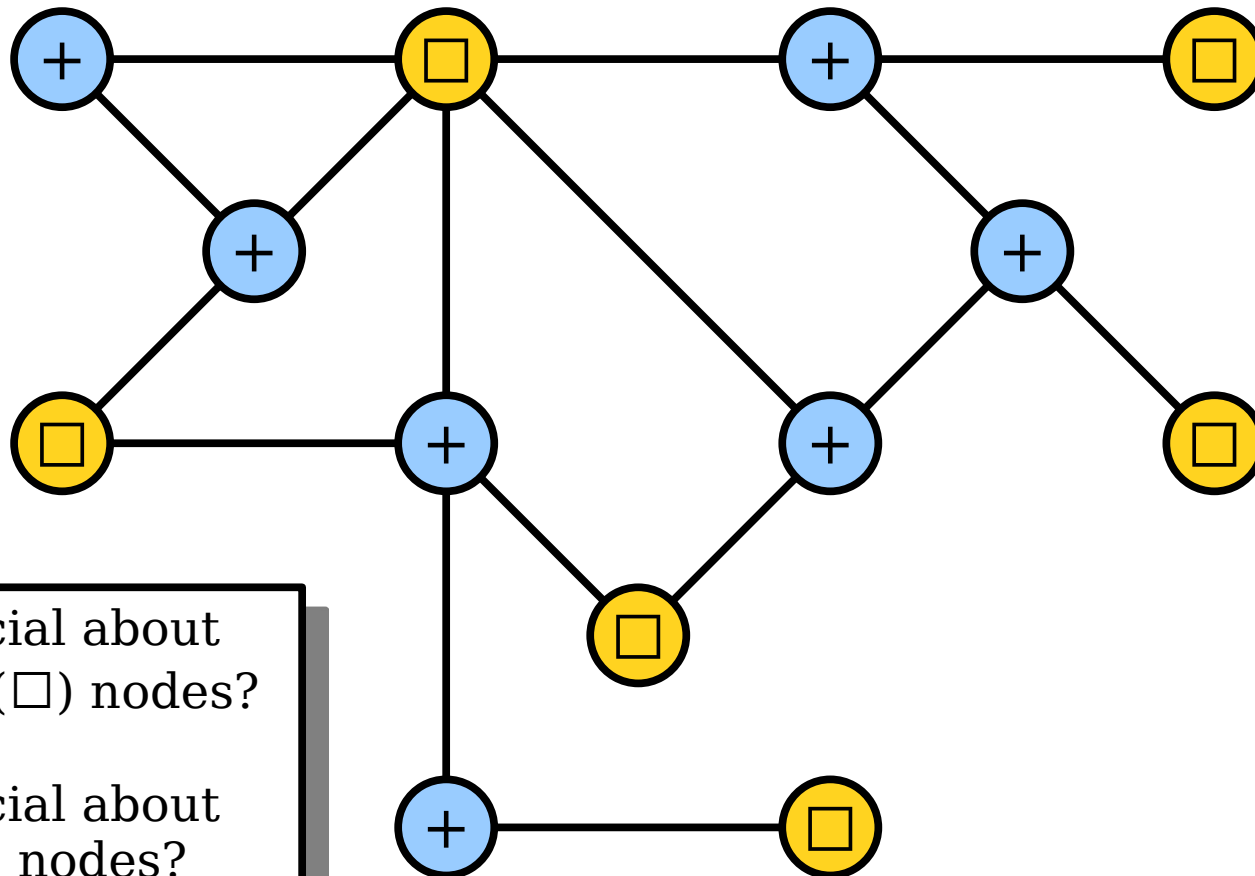 + □ + □
+ +
□ + + □
□
cial about
(□) nodes?
cial about
nodes?
+ □